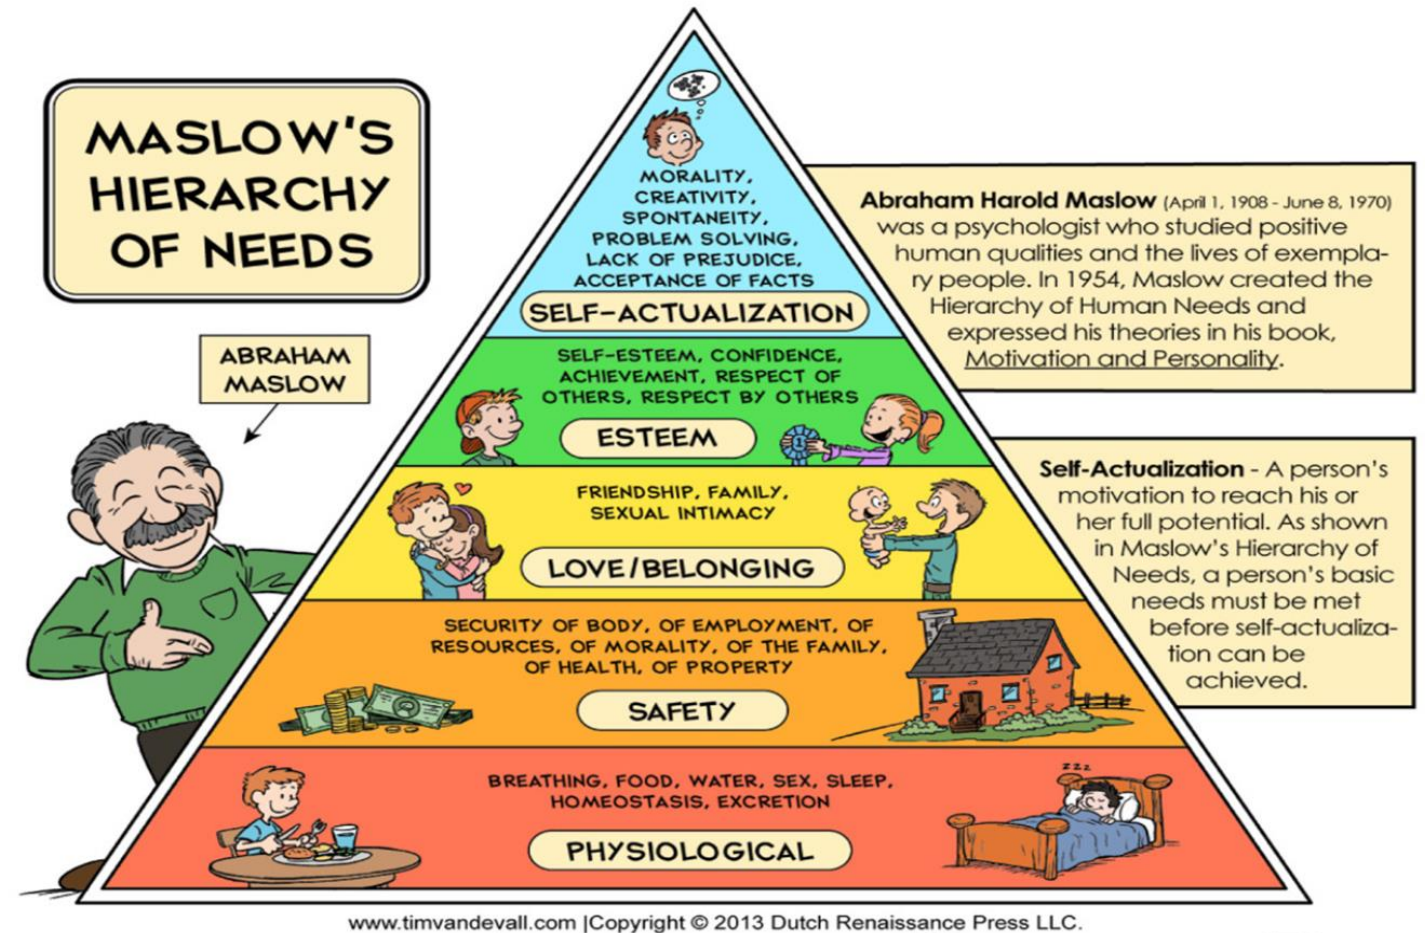 MASLOW'S
HIERARCHY
OF NEEDS
ABRAHAM
MASLOW
MORALITY,
CREATIVITY,
SPONTANEITY,
PROBLEM SOLVING,
LACK OF PREJUDICE,
ACCEPTANCE OF FACTS
SELF-ACTUALIZATION
SELF-ESTEEM, CONFIDENCE,
ACHIEVEMENT, RESPECT OF
OTHERS, RESPECT BY OTHERS
ESTEEM
1
FRIENDSHIP, FAMILY,
SEXUAL INTIMACY
LOVE/BELONGING
SECURITY OF BODY, OF EMPLOYMENT, OF
RESOURCES, OF MORALITY, OF THE FAMILY,
OF HEALTH, OF PROPERTY
SAFETY
BREATHING, FOOD, WATER, SEX, SLEEP,
HOMEOSTASIS, EXCRETION
PHYSIOLOGICAL
zzz
Abraham Harold Maslow (April 1, 1908 - June 8, 1970)
was a psychologist who studied positive
human qualities and the lives of exempla-
ry people. In 1954, Maslow created the
Hierarchy of Human Needs and
expressed his theories in his book,
Motivation and Personality.
Self-Actualization - A person's
motivation to reach his or
her full potential. As shown
in Maslow's Hierarchy of
Needs, a person's basic
needs must be met
before self-actualiza-
tion can be
achieved.
www.timvandevall.com |Copyright © 2013 Dutch Renaissance Press LLC.